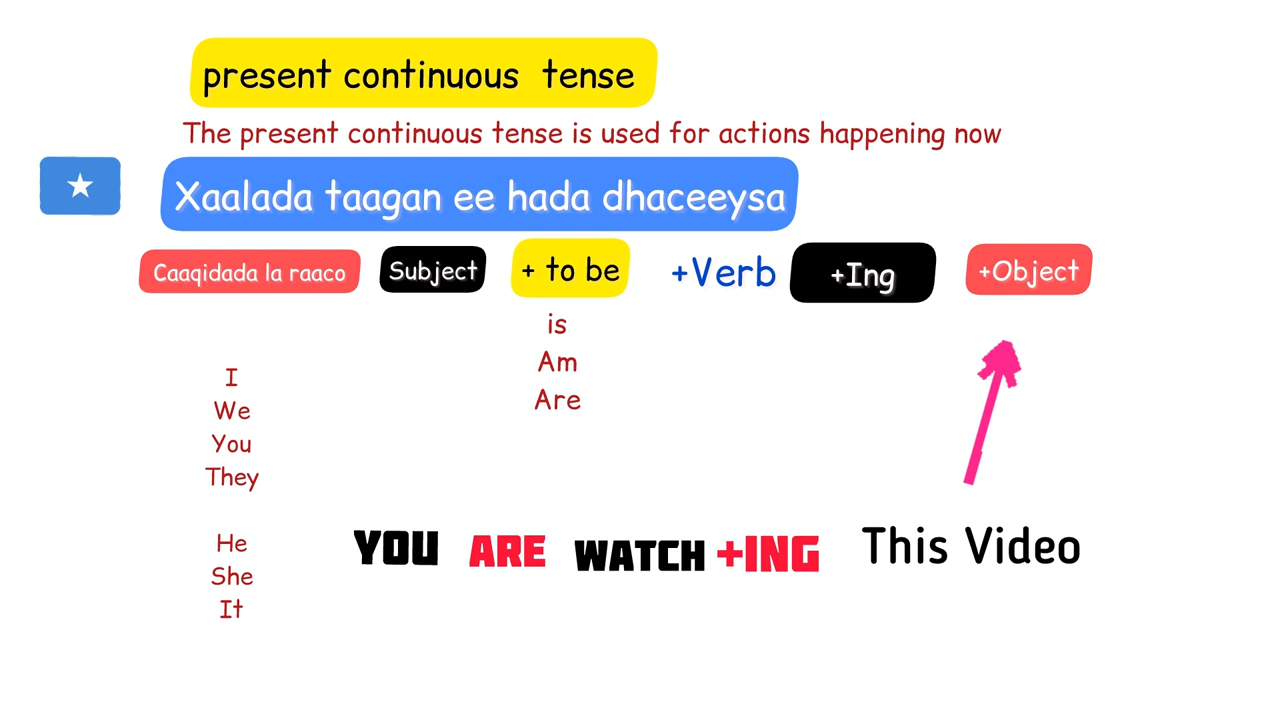 present continuous tense
The present continuous tense is used for actions happening now
Xaalada taagan ee hada dhaceeysa
Caaqidada la raaco Subject + to be +Verb +Ing +Object
is
Am
Are
I
We
You
They
He
She
It
YOU ARE WATCH +ING This Video